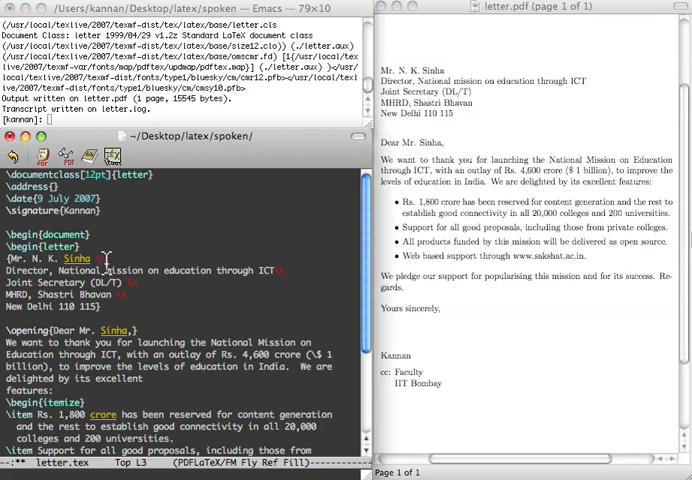 /Users/kannan — Emacs — 79×10
(/usr/local/texlive/2007/texmf-dist/tex/latex/base/letter.cls
Document Class: letter 1999/04/29 v1.2z Standard LaTeX document class
(/usr/local/texlive/2007/texmf-dist/tex/latex/base/size12.clo)) (./letter.aux)
(/usr/local/texlive/2007/texmf-dist/tex/latex/base/omscmr.fd) [1{/usr/local/tex
live/2007/texmf-var/fonts/map/pdftex/updmap/pdftex.map}] (./letter.aux) )</usr/
local/texlive/2007/texmf-dist/fonts/type1/bluesky/cm/cmr12.pfb></usr/local/texl
ive/2007/texmf-dist/fonts/type1/bluesky/cm/cmsy10.pfb>
Output written on letter.pdf (1 page, 15545 bytes).
Transcript written on letter.log.
[kannan]:
~/Desktop/latex/spoken/
\documentclass[12pt]{letter}
\address{}
\date{9 July 2007}
\signature{Kannan}
\begin{document}
\begin{letter}
{Mr. N. K. Sinha \\
Director, National mission on education through ICT\\
Joint Secretary (DL/T) \\
MHRD, Shastri Bhavan \\
New Delhi 110 115}
\opening{Dear Mr. Sinha,}
We want to thank you for launching the National Mission on
Education through ICT, with an outlay of Rs. 4,600 crore (\$ 1
billion), to improve the levels of education in India.  We are
delighted by its excellent
features:
\begin{itemize}
\item Rs. 1,800 crore has been reserved for content generation
and the rest to establish good connectivity in all 20,000
colleges and 200 universities.
\item Support for all good proposals, including those from
--:** letter.tex Top L3 (PDFLaTeX/FM Fly Ref Fill)
letter.pdf (page 1 of 1)
Mr. N. K. Sinha
Director, National mission on education through ICT
Joint Secretary (DL/T)
MHRD, Shastri Bhavan
New Delhi 110 115
Dear Mr. Sinha,
We want to thank you for launching the National Mission on Education
through ICT, with an outlay of Rs. 4,600 crore ($ 1 billion), to improve the
levels of education in India. We are delighted by its excellent features:
• Rs. 1,800 crore has been reserved for content generation and the rest to
establish good connectivity in all 20,000 colleges and 200 universities.
• Support for all good proposals, including those from private colleges.
• All products funded by this mission will be delivered as open source.
• Web based support through www.sakshat.ac.in.
We pledge our support for popularising this mission and for its success. Re-
gards.
Yours sincerely,
Kannan
cc: Faculty
IIT Bombay
Page 1 of 1